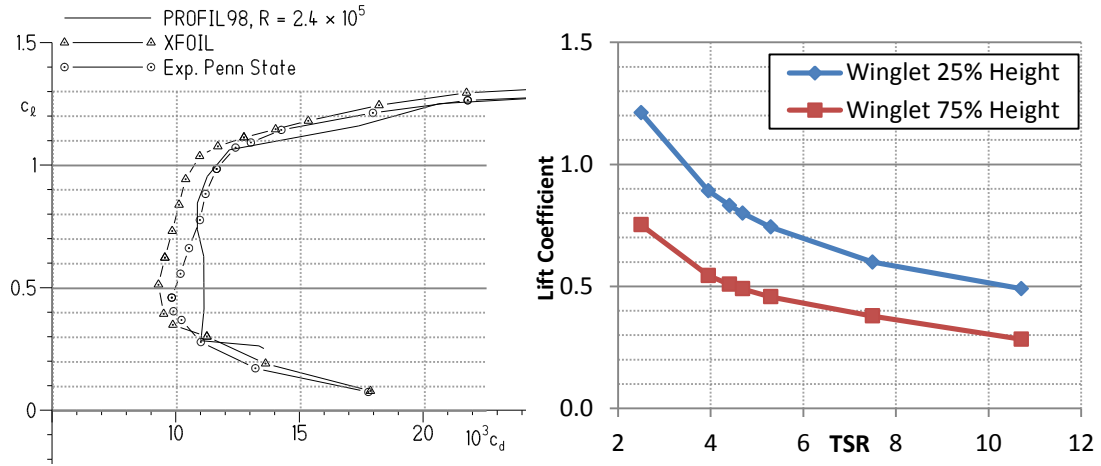 PROFIL98, R = 2.4 × 10⁵
XFOIL
Exp. Penn State
1.5
cℓ
1
0.5
0
10
15
20
10³c_d
1.5
1.0
0.5
0.0
Lift Coefficient
Winglet 25% Height
Winglet 75% Height
2
4
6
TSR
8
10
12